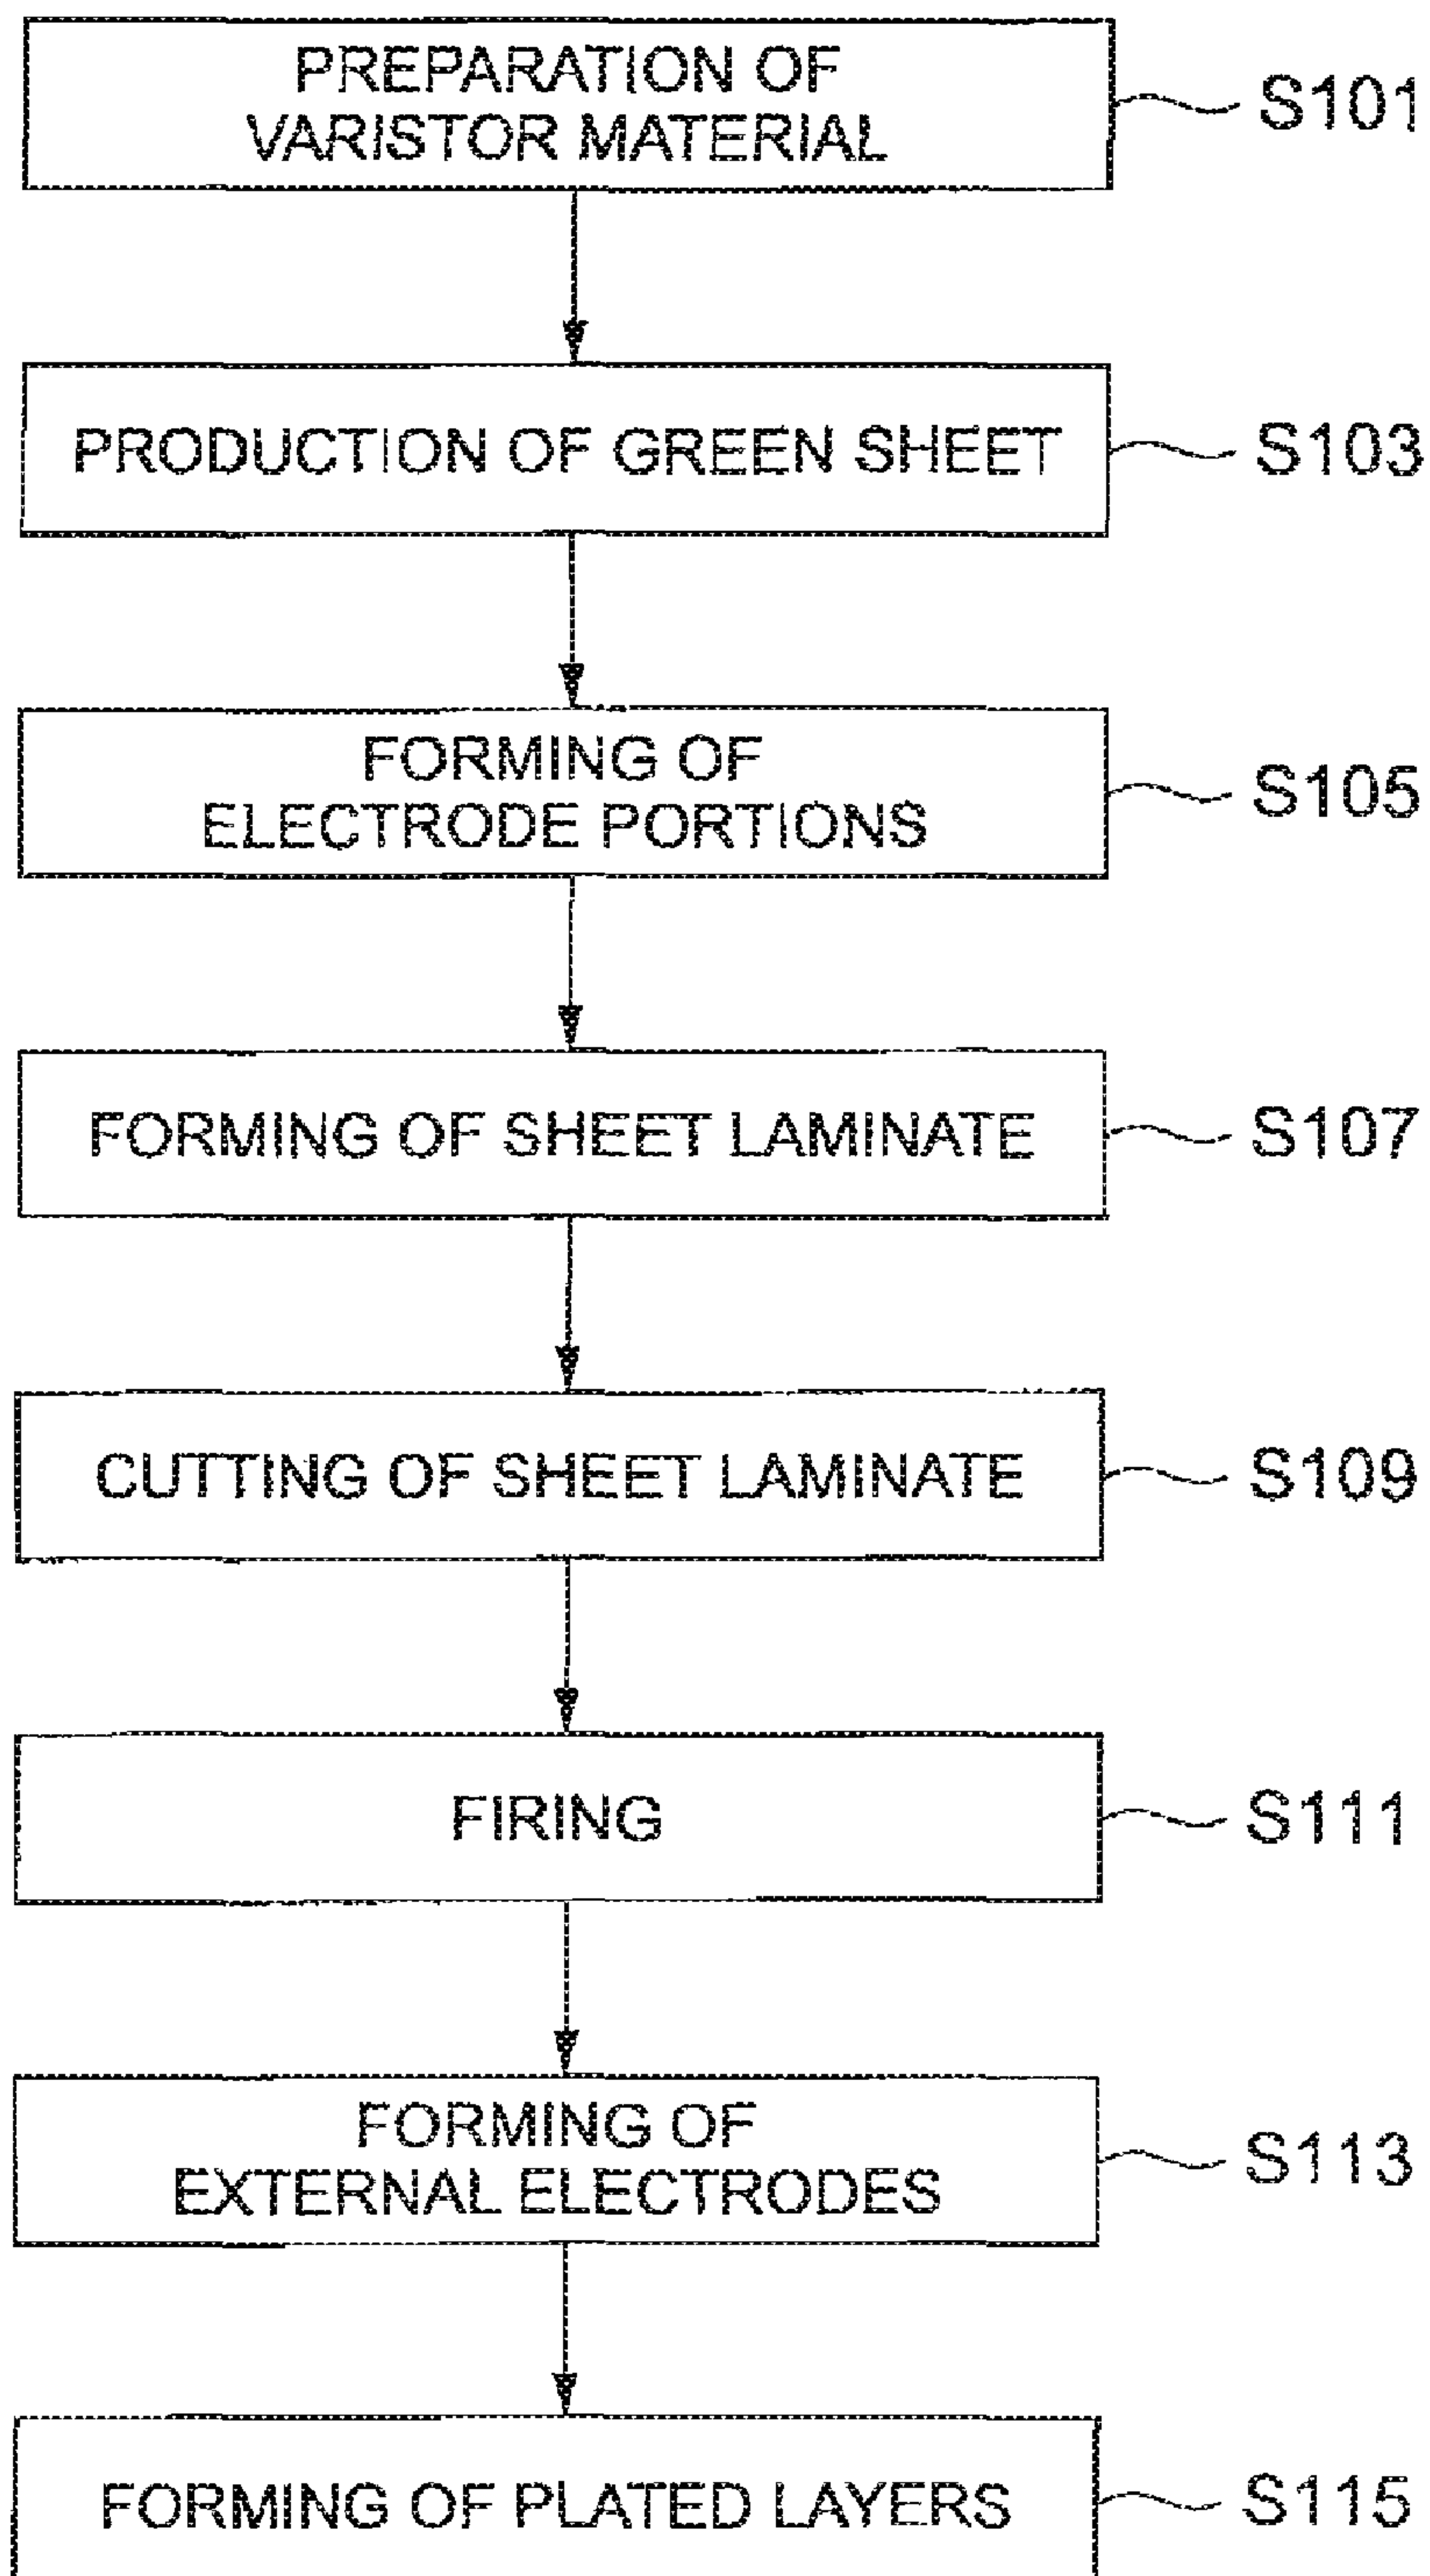 PREPARATION OF
VARISTOR MATERIAL
S101
PRODUCTION OF GREEN SHEET
S103
FORMING OF
ELECTRODE PORTIONS
S105
FORMING OF SHEET LAMINATE
S107
CUTTING OF SHEET LAMINATE
S109
FIRING
S111
FORMING OF
EXTERNAL ELECTRODES
S113
FORMING OF PLATED LAYERS
S115